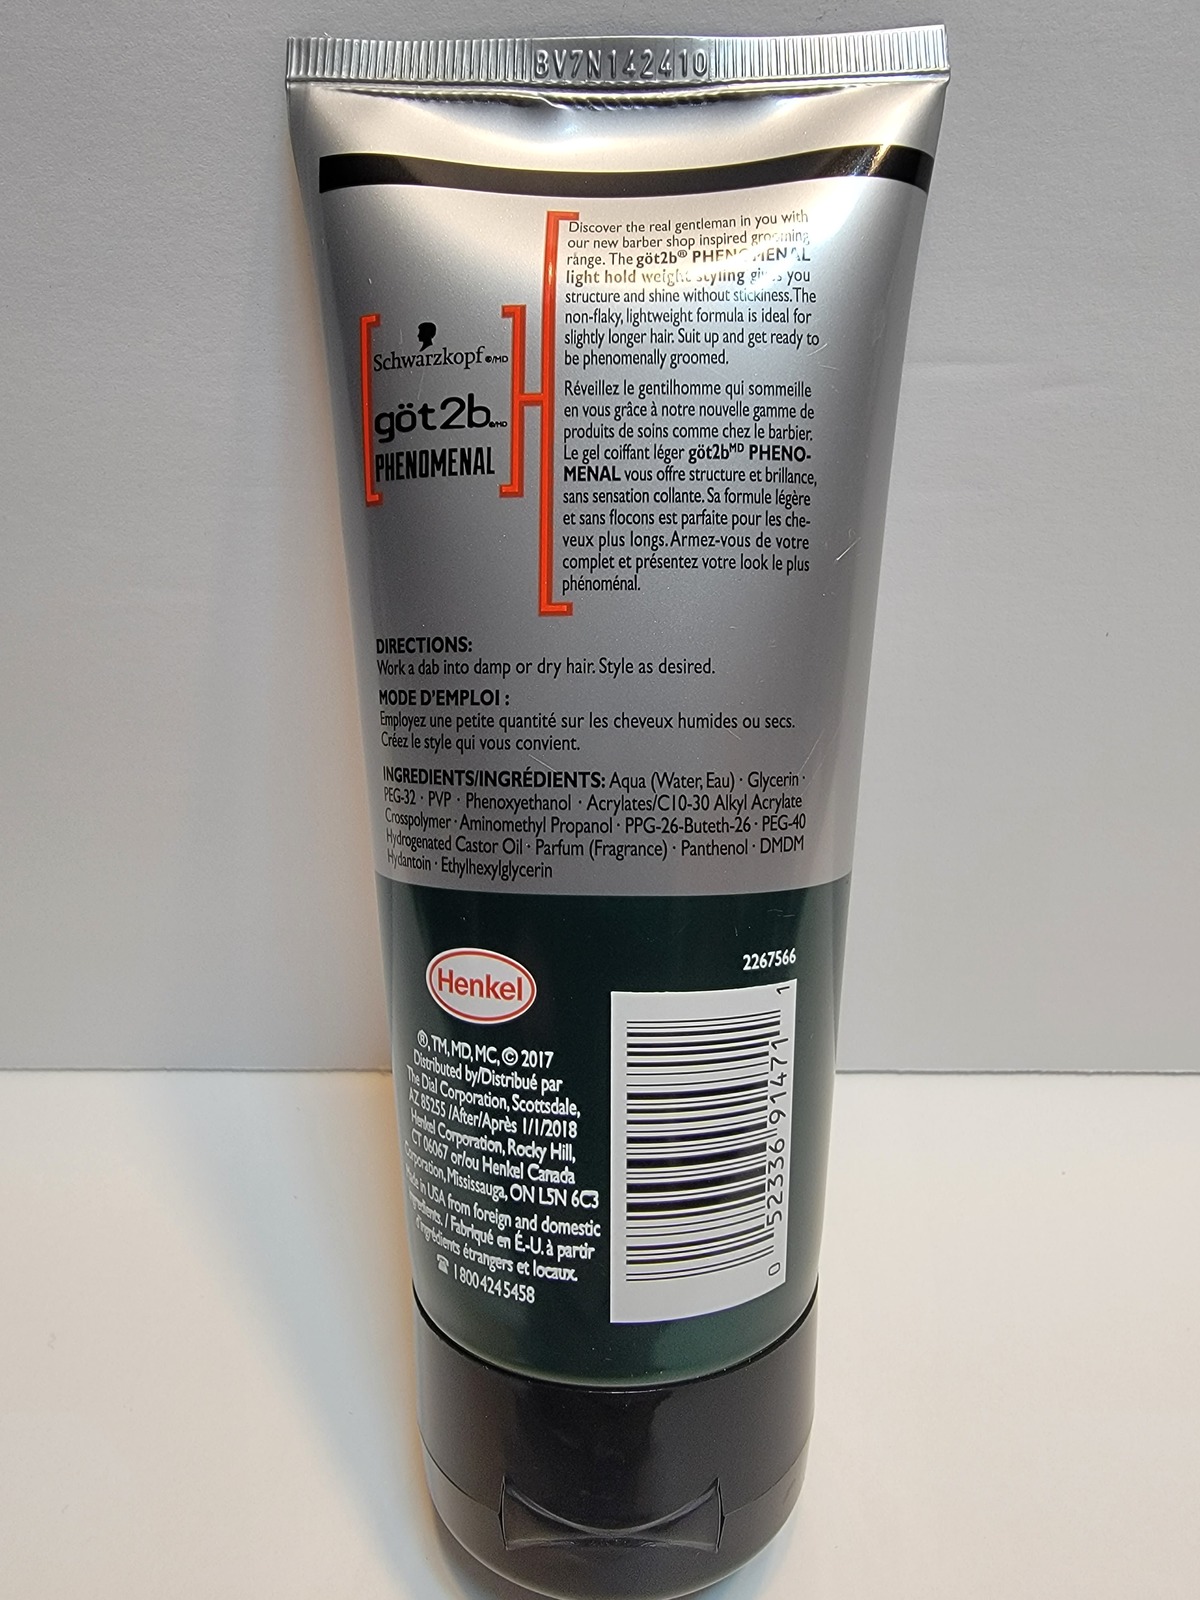 BV7N142410
Discover the real gentleman in you with
our new barber shop inspired grooming
range. The göt2b® PHENOMENAL
light hold weight styling gives you
structure and shine without stickiness. The
non-flaky, lightweight formula is ideal for
slightly longer hair. Suit up and get ready to
be phenomenally groomed.
Schwarzkopf®/MD
göt2b®/MD
PHENOMENAL
Réveillez le gentilhomme qui sommeille
en vous grâce à notre nouvelle gamme de
produits de soins comme chez le barbier.
Le gel coiffant léger göt2bMD PHENO-
MENAL vous offre structure et brillance,
sans sensation collante. Sa formule légère
et sans flocons est parfaite pour les che-
veux plus longs. Armez-vous de votre
complet et présentez votre look le plus
phénoménal.
DIRECTIONS:
Work a dab into damp or dry hair. Style as desired.
MODE D'EMPLOI :
Employez une petite quantité sur les cheveux humides ou secs.
Créez le style qui vous convient.
INGREDIENTS/INGRÉDIENTS: Aqua (Water, Eau) · Glycerin ·
PEG-32 · PVP · Phenoxyethanol · Acrylates/C10-30 Alkyl Acrylate
Crosspolymer · Aminomethyl Propanol · PPG-26-Buteth-26 · PEG-40
Hydrogenated Castor Oil · Parfum (Fragrance) · Panthenol · DMDM
Hydantoin · Ethylhexylglycerin
Henkel
2267566
®, TM, MD, MC, © 2017
Distributed by/Distribué par
The Dial Corporation, Scottsdale,
AZ 85255 /After/Après 1/1/2018
Henkel Corporation, Rocky Hill,
CT 06067 or/ou Henkel Canada
Corporation, Mississauga, ON L5N 6C3
Made in USA from foreign and domestic
ingredients. / Fabriqué en É.-U. à partir
d'ingrédients étrangers et locaux.
☎ 1 800 424 5458
0 52336 91471 1